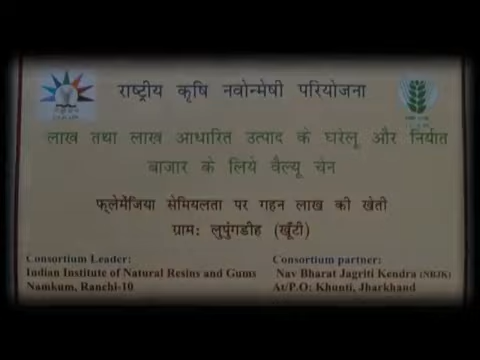 राष्ट्रीय कृषि नवोन्मेषी परियोजना
लाख तथा लाख आधारित उत्पाद के घरेलू और निर्यात
बाज़ार के लिये वैल्यू चेन
फ्लेमेंजिया सेमियलता पर गहन लाख की खेती
ग्राम: लुपुंगडीह (खूँटी)
Consortium Leader:
Indian Institute of Natural Resins and Gums
Namkum, Ranchi-10
Consortium partner:
Nav Bharat Jagriti Kendra (NBJK)
At/P.O: Khunti, Jharkhand